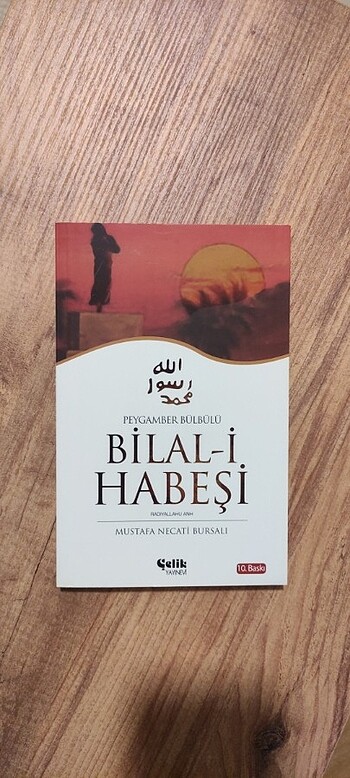 الله
رسول
محمد
PEYGAMBER BÜLBÜLÜ
BİLAL-İ
HABEŞİ
RADIYALLAHU ANH
MUSTAFA NECATİ BURSALI
Çelik
YAYINEVİ
10. Baskı